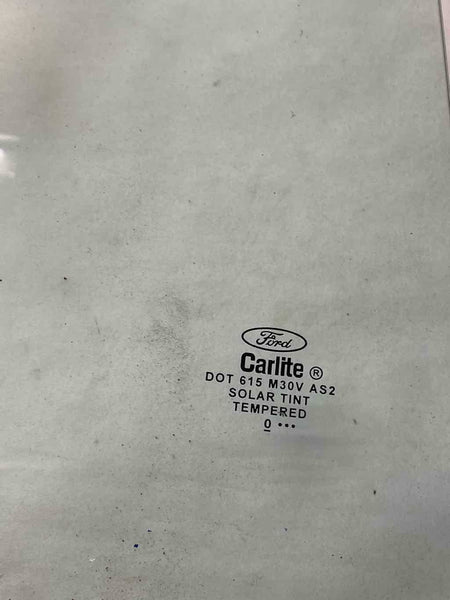 Ford
Carlite ®
DOT 615 M30V AS2
SOLAR TINT
TEMPERED
0 •••